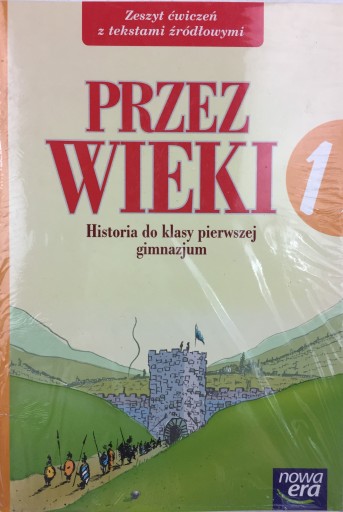 Zeszyt ćwiczeń
z tekstami źródłowymi
PRZEZ
WIEKI 1
Historia do klasy pierwszej
gimnazjum
nowa
era